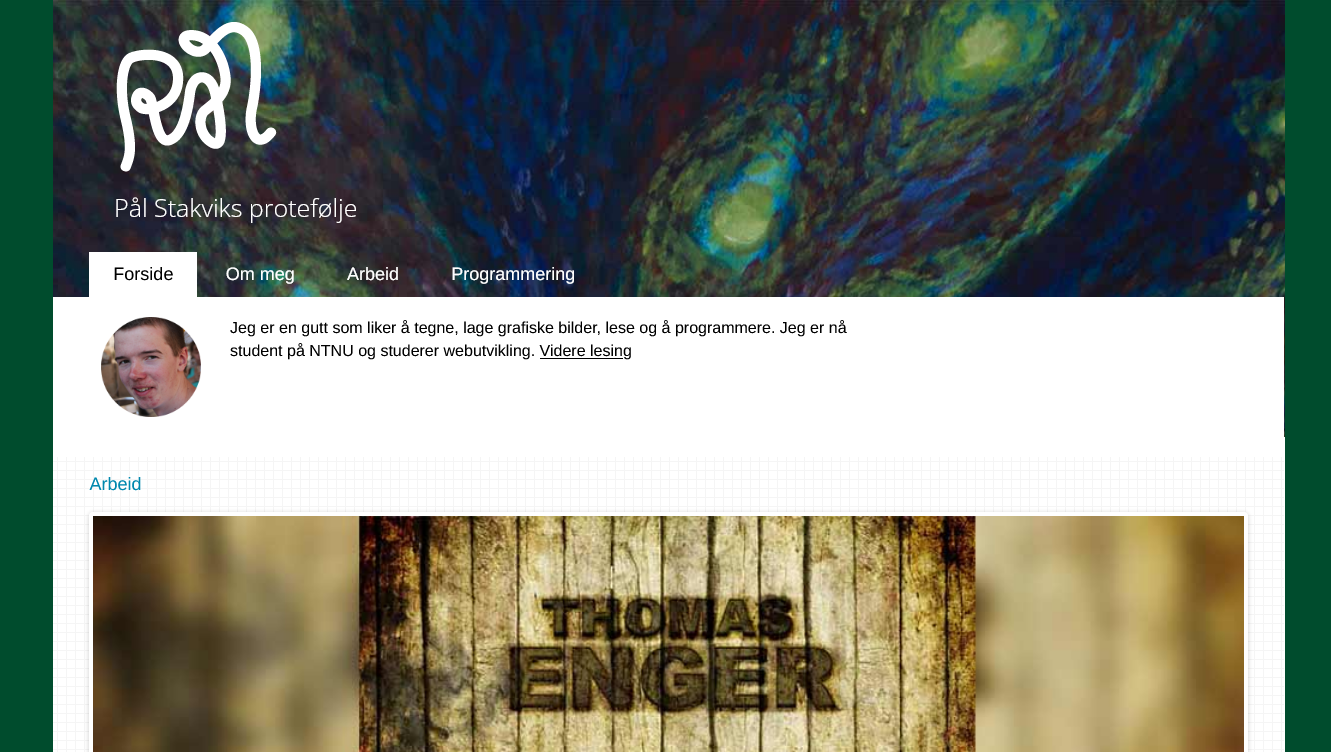 Pål
Pål Stakviks protefølje
Forside
Om meg
Arbeid
Programmering
Jeg er en gutt som liker å tegne, lage grafiske bilder, lese og å programmere. Jeg er nå
student på NTNU og studerer webutvikling. Videre lesing
Arbeid
THOMAS
ENGER